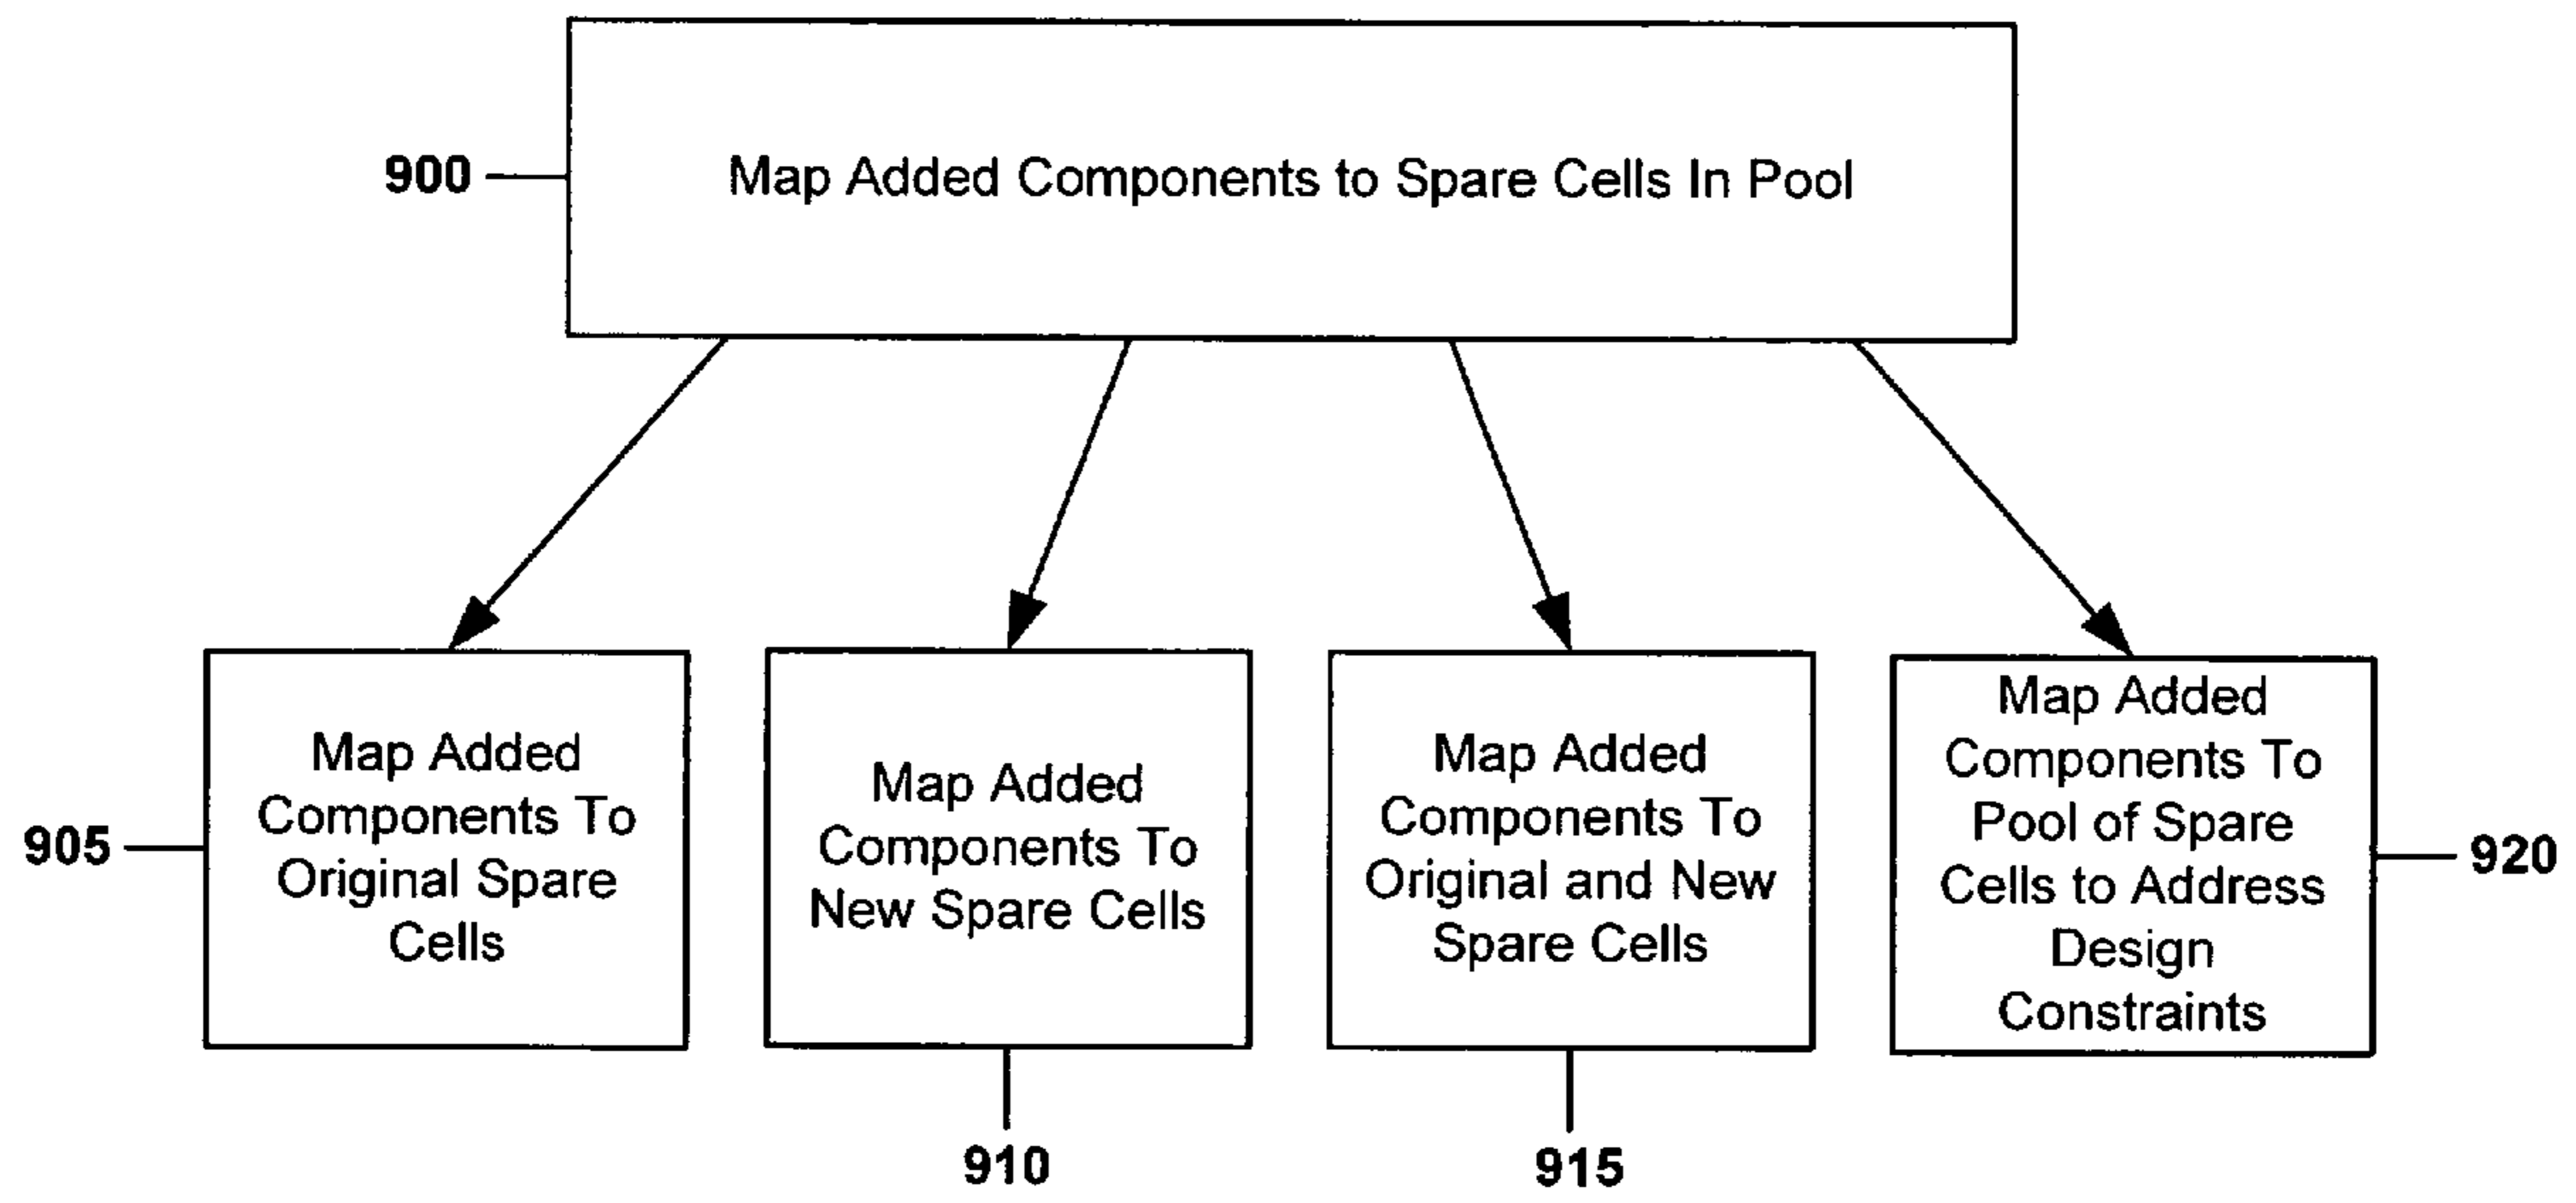 900
Map Added Components to Spare Cells In Pool
905
Map Added
Components To
Original Spare
Cells
Map Added
Components To
New Spare Cells
910
Map Added
Components To
Original and New
Spare Cells
915
Map Added
Components To
Pool of Spare
Cells to Address
Design
Constraints
920